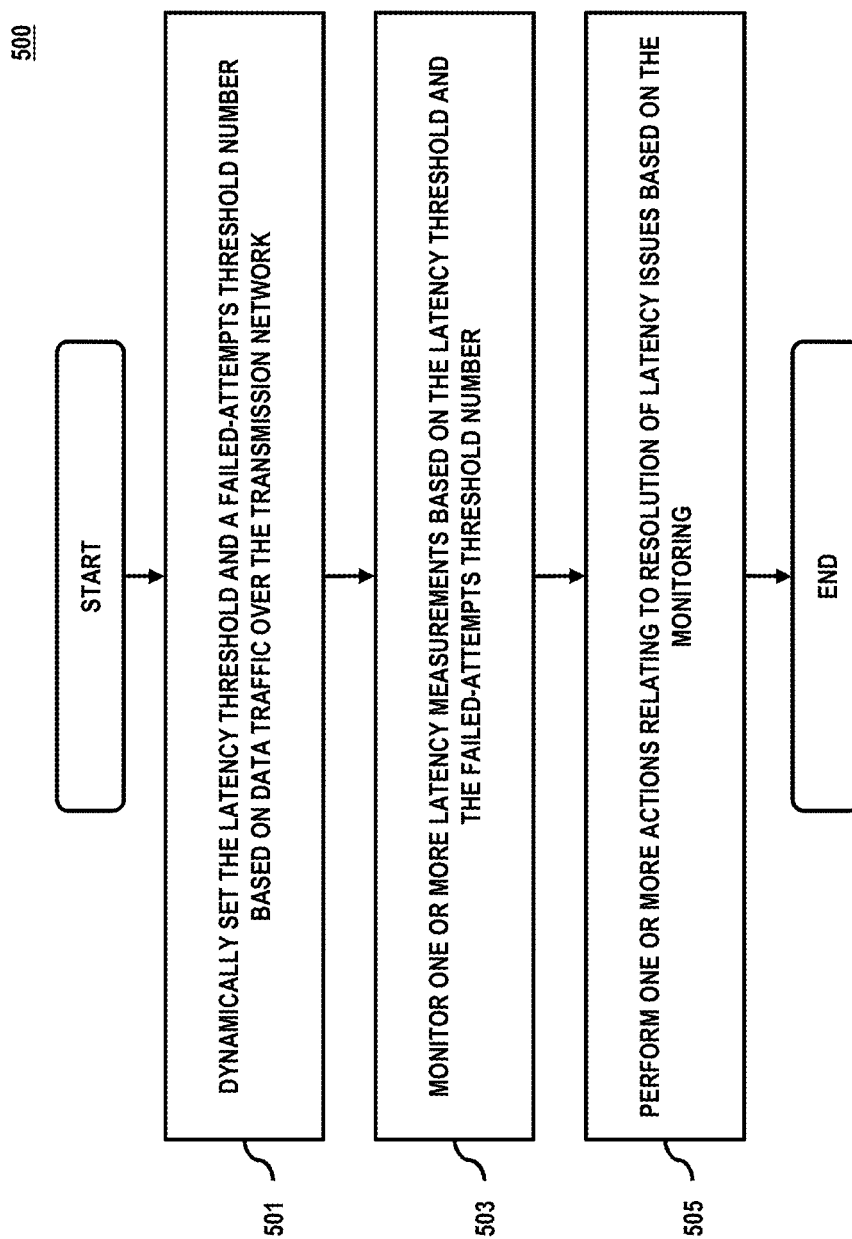 500
START
501
DYNAMICALLY SET THE LATENCY THRESHOLD AND A FAILED-ATTEMPTS THRESHOLD NUMBER
BASED ON DATA TRAFFIC OVER THE TRANSMISSION NETWORK
503
MONITOR ONE OR MORE LATENCY MEASUREMENTS BASED ON THE LATENCY THRESHOLD AND
THE FAILED-ATTEMPTS THRESHOLD NUMBER
505
PERFORM ONE OR MORE ACTIONS RELATING TO RESOLUTION OF LATENCY ISSUES BASED ON THE
MONITORING
END